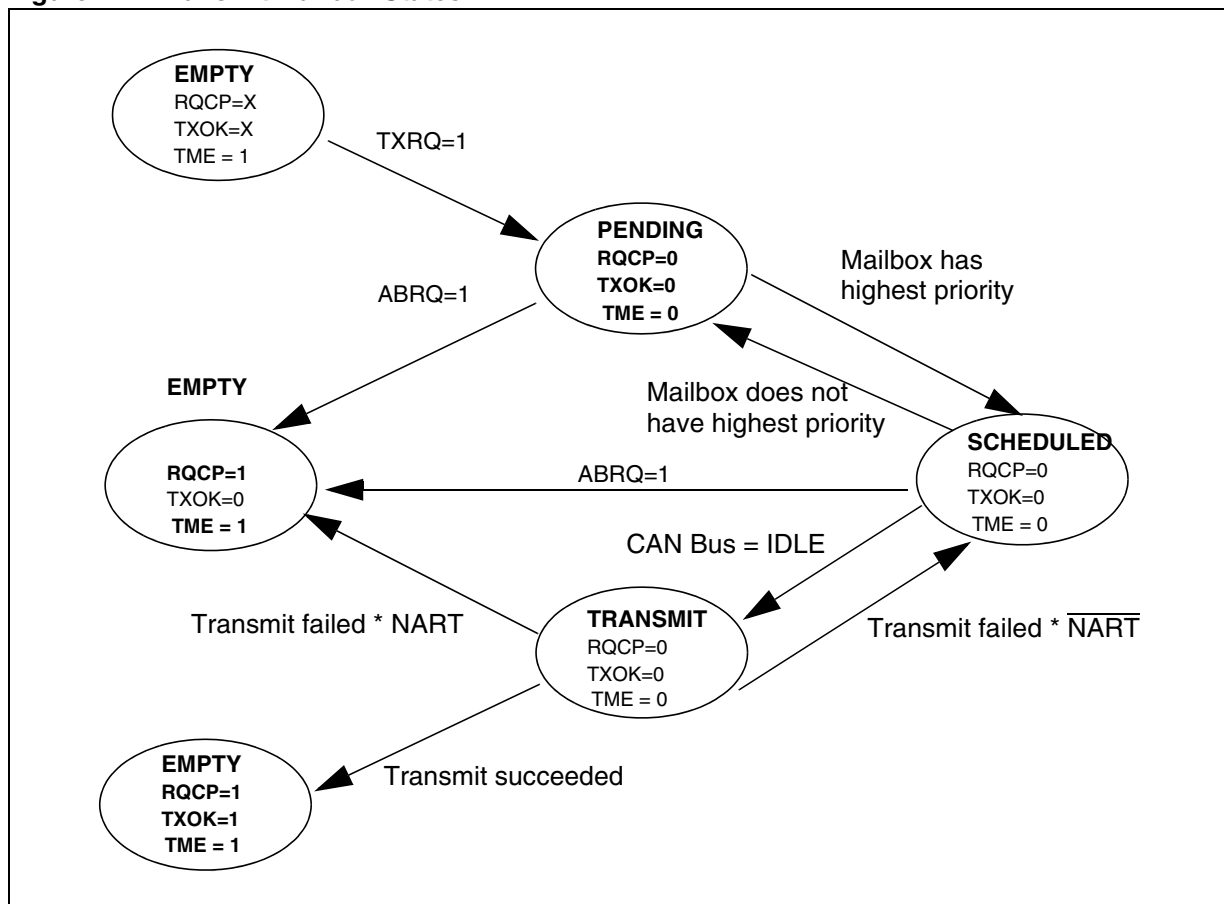 EMPTY
RQCP=X
TXOK=X
TME = 1
TXRQ=1
PENDING
RQCP=0
TXOK=0
TME = 0
Mailbox has
highest priority
ABRQ=1
EMPTY
Mailbox does not
have highest priority
SCHEDULED
RQCP=0
TXOK=0
TME = 0
RQCP=1
TXOK=0
TME = 1
ABRQ=1
CAN Bus = IDLE
Transmit failed * NART
TRANSMIT
RQCP=0
TXOK=0
TME = 0
Transmit failed * N̅A̅R̅T̅
EMPTY
RQCP=1
TXOK=1
TME = 1
Transmit succeeded